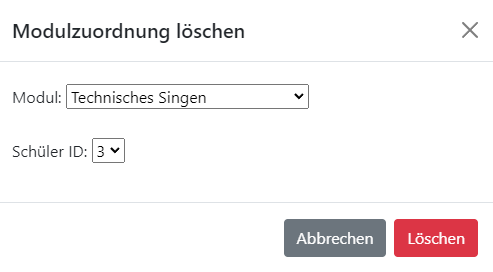 Modulzuordnung löschen
Modul: Technisches Singen
Schüler ID: 3
Abbrechen Löschen